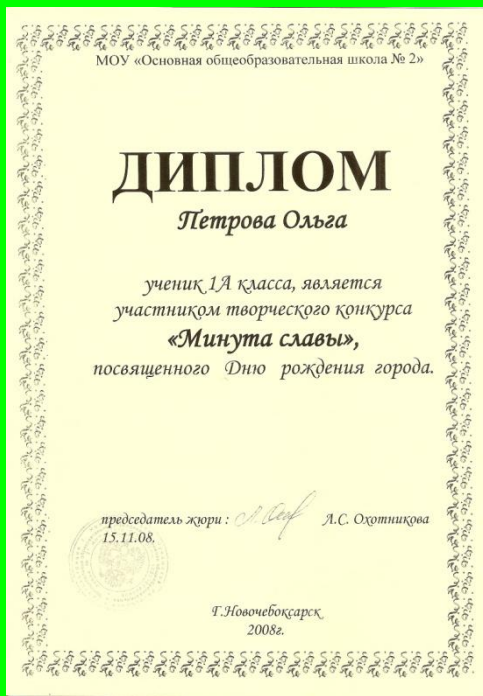 МОУ «Основная общеобразовательная школа № 2»
ДИПЛОМ
Петрова Ольга
ученик 1А класса, является
участником творческого конкурса
«Минута славы»,
посвященного Дню рождения города.
председатель жюри : Л.С. Охотникова
15.11.08.
Г.Новочебоксарск
2008г.